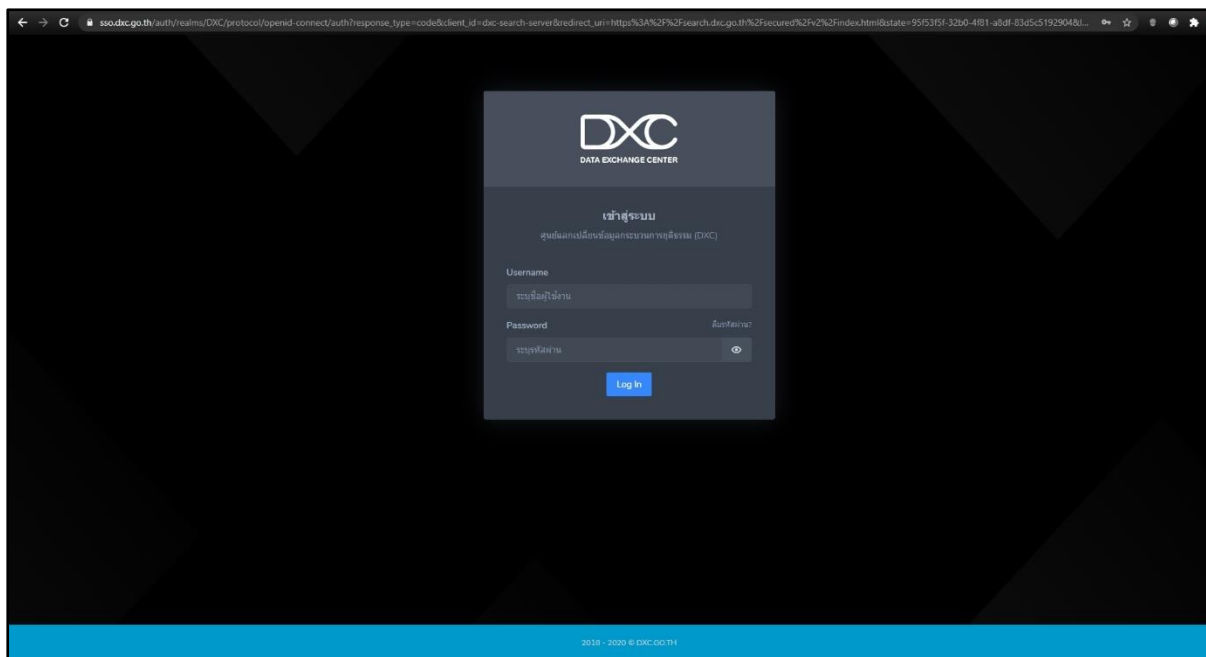 sso.dxc.go.th/auth/realms/DXC/protocol/openid-connect/auth?response_type=code&client_id=dxc-search-server&redirect_uri=https%3A%2F%2Fsearch.dxc.go.th%2Fsecured%2Fv2%2Findex.html&state=95f53f5f-32b0-4f81-a8df-83d5c5192904&d...
DXC
DATA EXCHANGE CENTER
เข้าสู่ระบบ
ศูนย์แลกเปลี่ยนข้อมูลกระบวนการยุติธรรม (DXC)
Username
ระบุชื่อผู้ใช้งาน
Password ลืมรหัสผ่าน?
ระบุรหัสผ่าน
Log In
2018 - 2020 © DXC.GO.TH